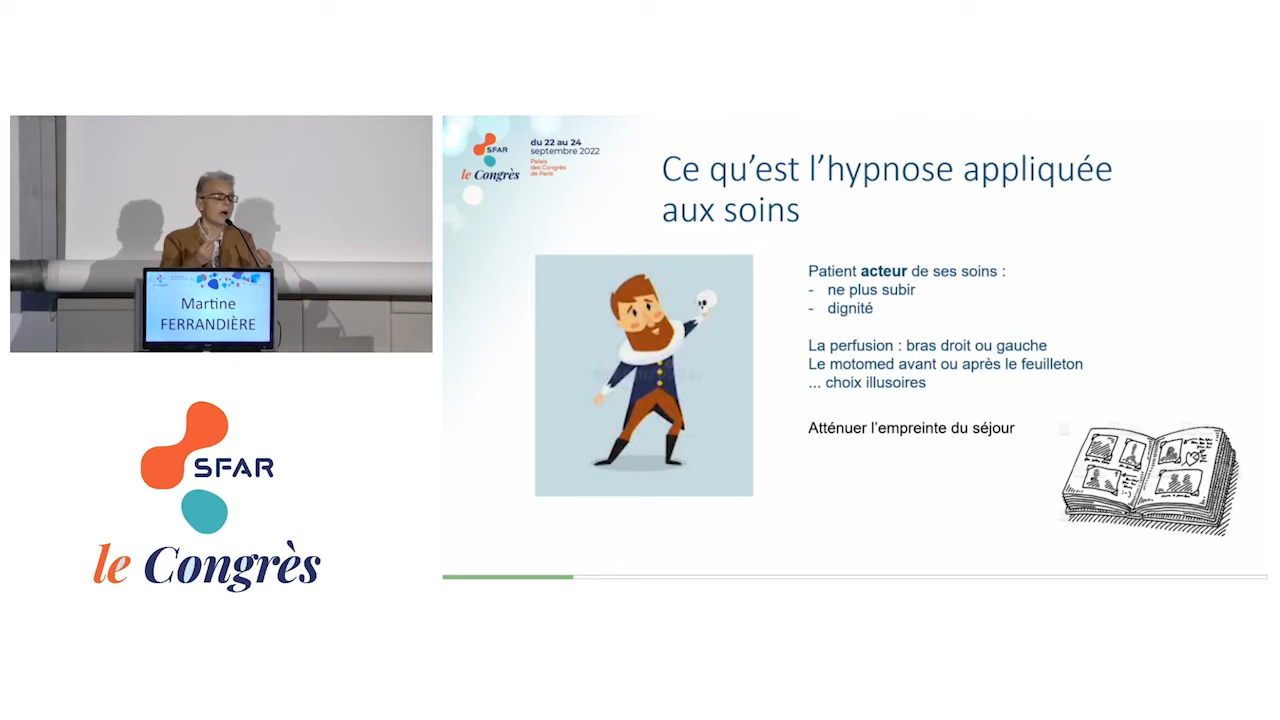 Martine
FERRANDIÈRE
SFAR
le Congrès
SFAR
le Congrès
du 22 au 24
septembre 2022
Palais
des Congrès
de Paris
Ce qu'est l'hypnose appliquée
aux soins
Patient acteur de ses soins :
- ne plus subir
- dignité
La perfusion : bras droit ou gauche
Le motomed avant ou après le feuilleton
... choix illusoires
Atténuer l'empreinte du séjour